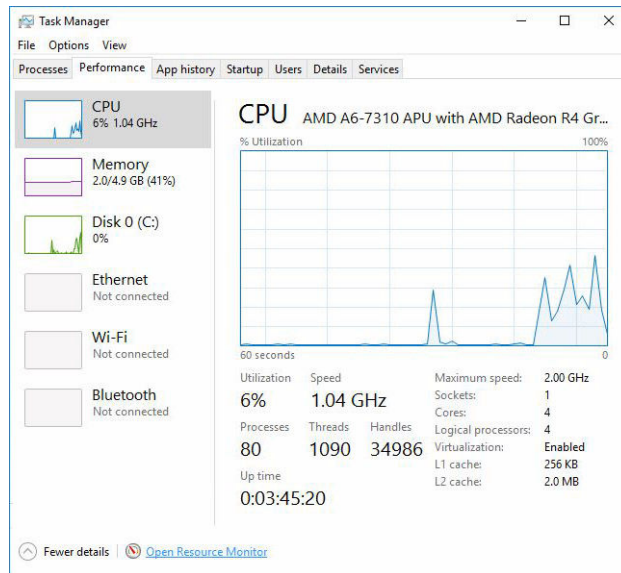 Task Manager
File Options View
Processes Performance App history Startup Users Details Services
CPU
6% 1.04 GHz
Memory
2.0/4.9 GB (41%)
Disk 0 (C:)
0%
Ethernet
Not connected
Wi-Fi
Not connected
Bluetooth
Not connected
CPU AMD A6-7310 APU with AMD Radeon R4 Gr...
% Utilization 100%
60 seconds 0
Utilization Speed
6% 1.04 GHz
Processes Threads Handles
80 1090 34986
Up time
0:03:45:20
Maximum speed: 2.00 GHz
Sockets: 1
Cores: 4
Logical processors: 4
Virtualization: Enabled
L1 cache: 256 KB
L2 cache: 2.0 MB
Fewer details Open Resource Monitor